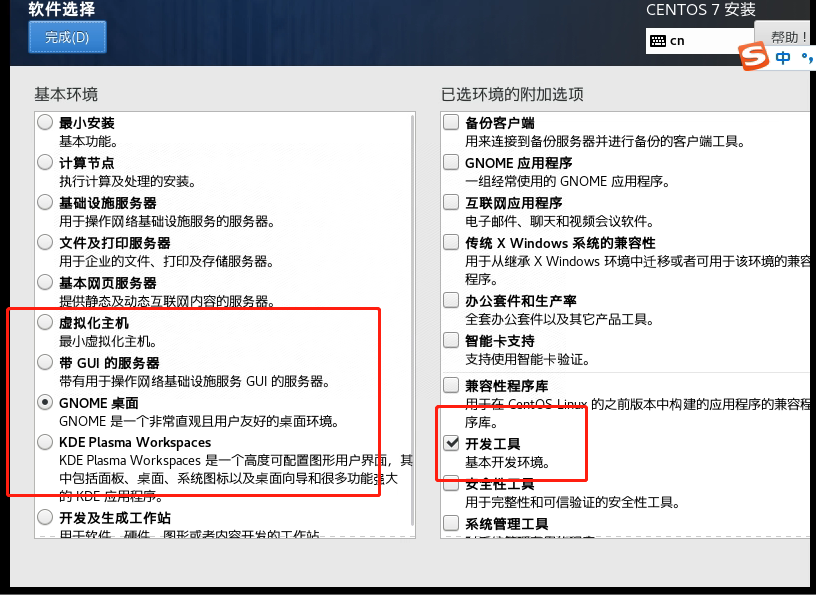 软件选择
CENTOS 7 安装
完成(D)
cn
帮助！
中
基本环境
已选环境的附加选项
最小安装
基本功能。
计算节点
执行计算及处理的安装。
基础设施服务器
用于操作网络基础设施服务的服务器。
文件及打印服务器
用于企业的文件、打印及存储服务器。
基本网页服务器
提供静态及动态互联网内容的服务器。
虚拟化主机
最小虚拟化主机。
带 GUI 的服务器
带有用于操作网络基础设施服务 GUI 的服务器。
GNOME 桌面
GNOME 是一个非常直观且用户友好的桌面环境。
KDE Plasma Workspaces
KDE Plasma Workspaces 是一个高度可配置图形用户界面，其
中包括面板、桌面、系统图标以及桌面向导和很多功能强大
的 KDE 应用程序。
开发及生成工作站
用于软件、硬件、图形或者内容开发的工作站
备份客户端
用来连接到备份服务器并进行备份的客户端工具。
GNOME 应用程序
一组经常使用的 GNOME 应用程序。
互联网应用程序
电子邮件、聊天和视频会议软件。
传统 X Windows 系统的兼容性
用于从继承 X Windows 环境中迁移或者可用于该环境的兼容
程序。
办公套件和生产率
全套办公套件以及其它产品工具。
智能卡支持
支持使用智能卡验证。
兼容性程序库
用于在 CentOS Linux 的之前版本中构建的应用程序的兼容程
序库。
开发工具
基本开发环境。
安全性工具
用于完整性和可信验证的安全性工具。
系统管理工具